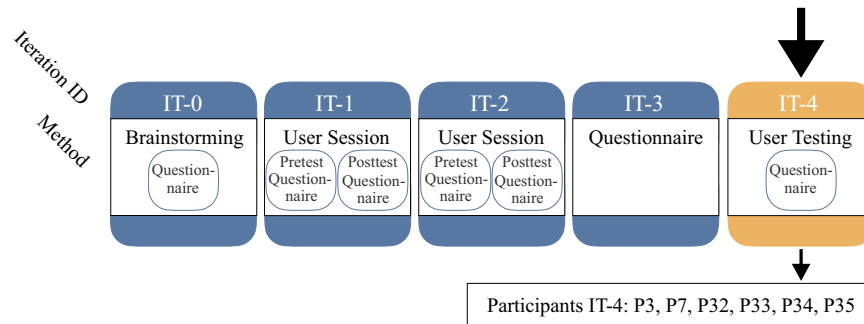 Iteration ID
IT-0
IT-1
IT-2
IT-3
IT-4
Method
Brainstorming
Question-
naire
User Session
Pretest
Question-
naire
Posttest
Question-
naire
User Session
Pretest
Question-
naire
Posttest
Question-
naire
Questionnaire
User Testing
Question-
naire
Participants IT-4: P3, P7, P32, P33, P34, P35